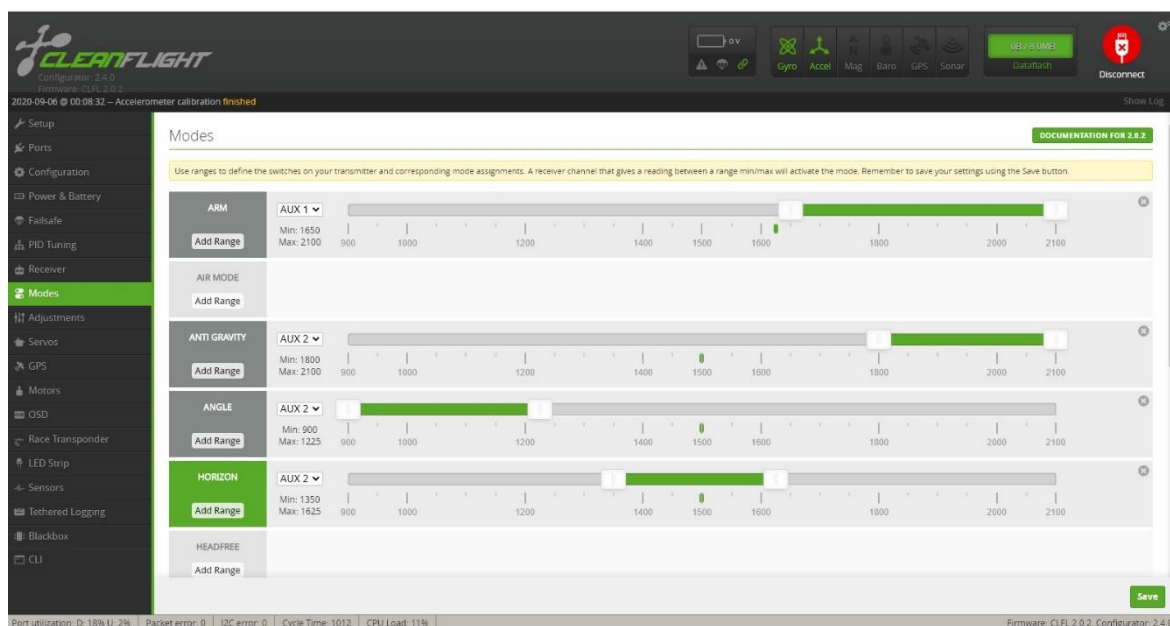 CLEANFLIGHT
Configurator: 2.4.0
Firmware: CLFL 2.0.2
0 V
Gyro Accel Mag Baro GPS Sonar
0B / 8.0MB
Dataflash
Disconnect
2020-09-06 @ 00:08:32 -- Accelerometer calibration finished
Show Log
Setup
Ports
Configuration
Power & Battery
Failsafe
PID Tuning
Receiver
Modes
Adjustments
Servos
GPS
Motors
OSD
Race Transponder
LED Strip
Sensors
Tethered Logging
Blackbox
CLI
Modes
DOCUMENTATION FOR 2.0.2
Use ranges to define the switches on your transmitter and corresponding mode assignments. A receiver channel that gives a reading between a range min/max will activate the mode. Remember to save your settings using the Save button.
ARM
Add Range
AUX 1
Min: 1650
Max: 2100
900 1000 1200 1400 1500 1600 1800 2000 2100
AIR MODE
Add Range
ANTI GRAVITY
Add Range
AUX 2
Min: 1800
Max: 2100
900 1000 1200 1400 1500 1600 1800 2000 2100
ANGLE
Add Range
AUX 2
Min: 900
Max: 1225
900 1000 1200 1400 1500 1600 1800 2000 2100
HORIZON
Add Range
AUX 2
Min: 1350
Max: 1625
900 1000 1200 1400 1500 1600 1800 2000 2100
HEADFREE
Add Range
Save
Port utilization: D: 18% U: 2% Packet error: 0 I2C error: 0 Cycle Time: 1012 CPU Load: 11%
Firmware: CLFL 2.0.2, Configurator: 2.4.0